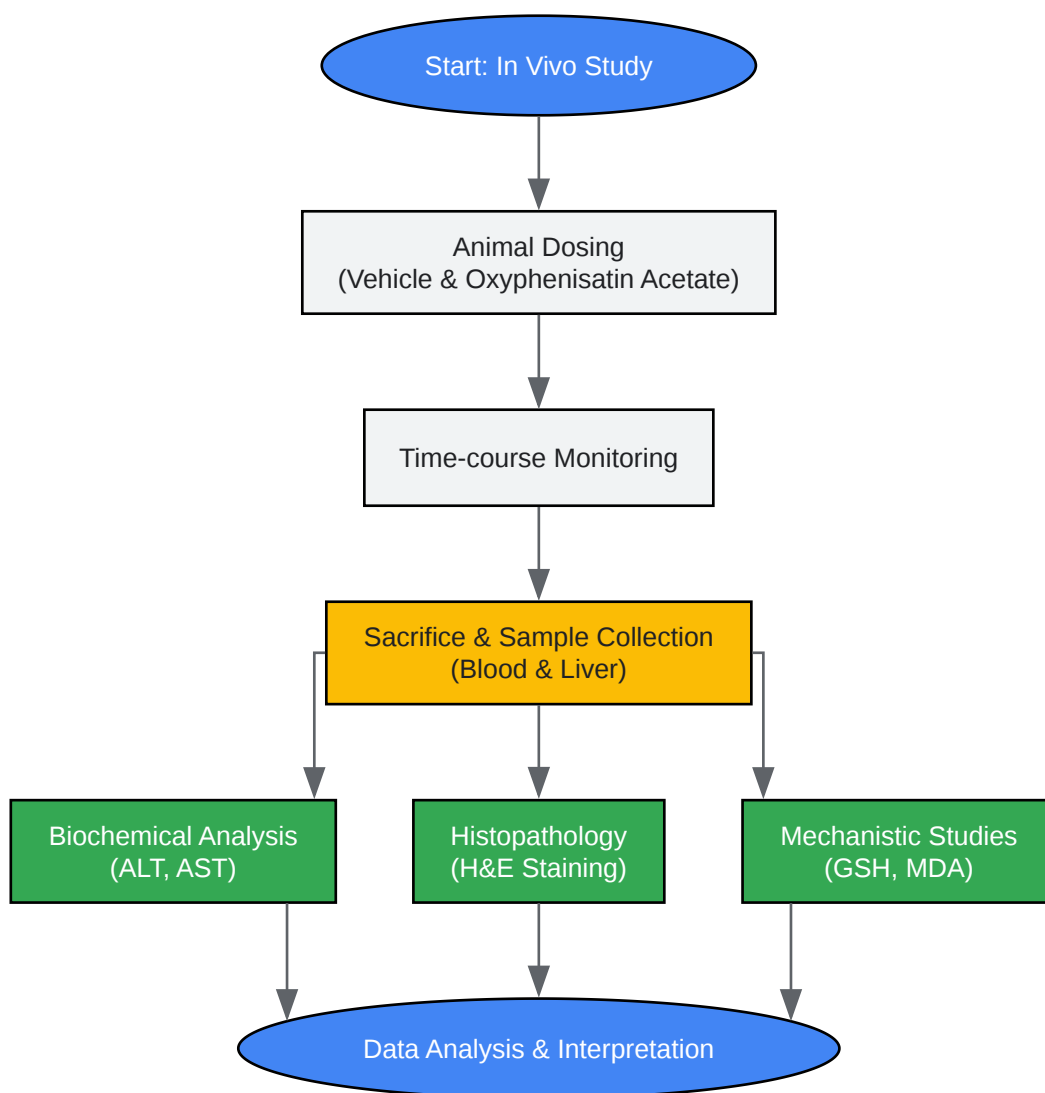 Start: In Vivo Study
Animal Dosing
(Vehicle & Oxyphenisatin Acetate)
Time-course Monitoring
Sacrifice & Sample Collection
(Blood & Liver)
Biochemical Analysis
(ALT, AST)
Histopathology
(H&E Staining)
Mechanistic Studies
(GSH, MDA)
Data Analysis & Interpretation